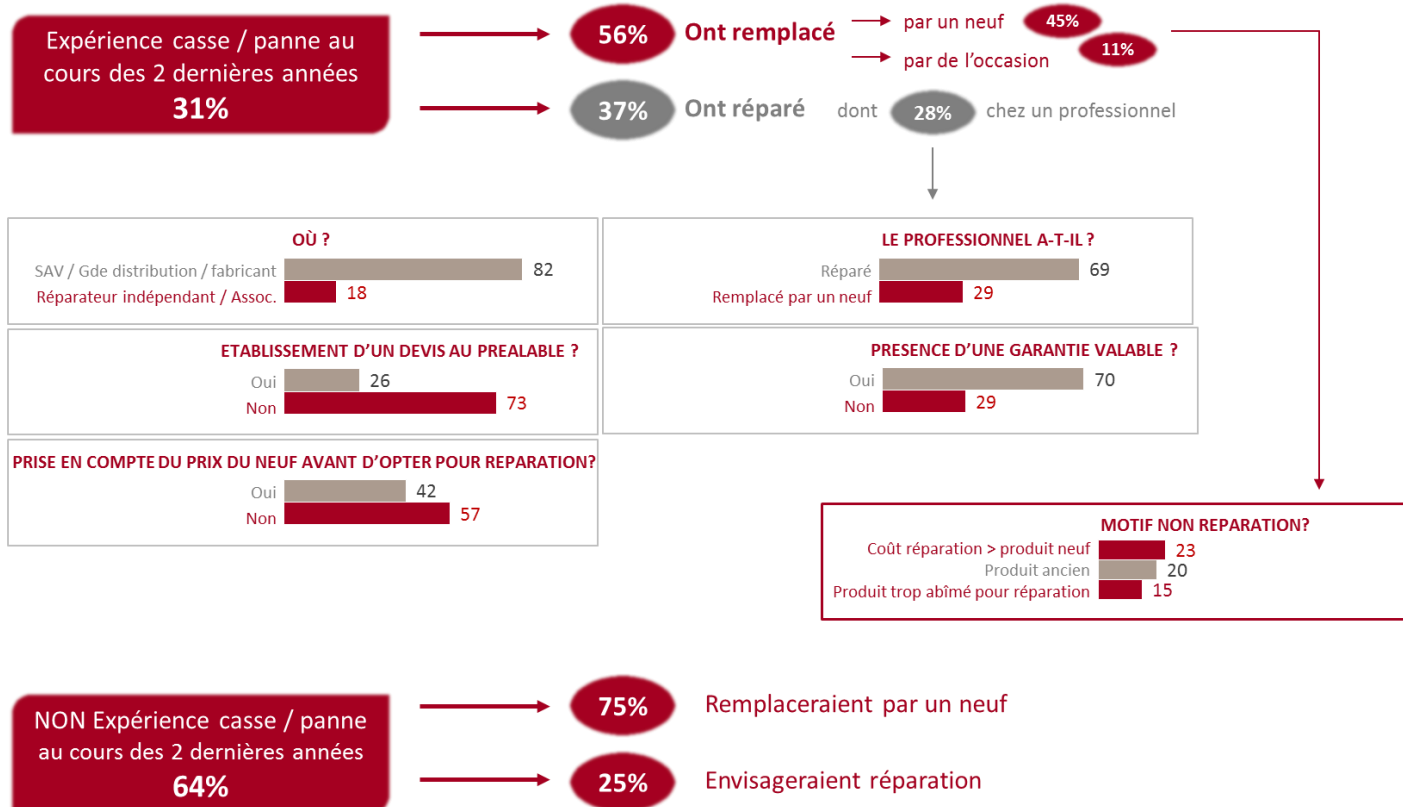 Expérience casse / panne au
cours des 2 dernières années
31%
56% Ont remplacé
par un neuf 45%
par de l'occasion 11%
37% Ont réparé dont 28% chez un professionnel
OÙ ?
SAV / Gde distribution / fabricant 82
Réparateur indépendant / Assoc. 18
LE PROFESSIONNEL A-T-IL ?
Réparé 69
Remplacé par un neuf 29
ETABLISSEMENT D'UN DEVIS AU PREALABLE ?
Oui 26
Non 73
PRESENCE D'UNE GARANTIE VALABLE ?
Oui 70
Non 29
PRISE EN COMPTE DU PRIX DU NEUF AVANT D'OPTER POUR REPARATION?
Oui 42
Non 57
MOTIF NON REPARATION?
Coût réparation > produit neuf 23
Produit ancien 20
Produit trop abîmé pour réparation 15
NON Expérience casse / panne
au cours des 2 dernières années
64%
75% Remplaceraient par un neuf
25% Envisageraient réparation